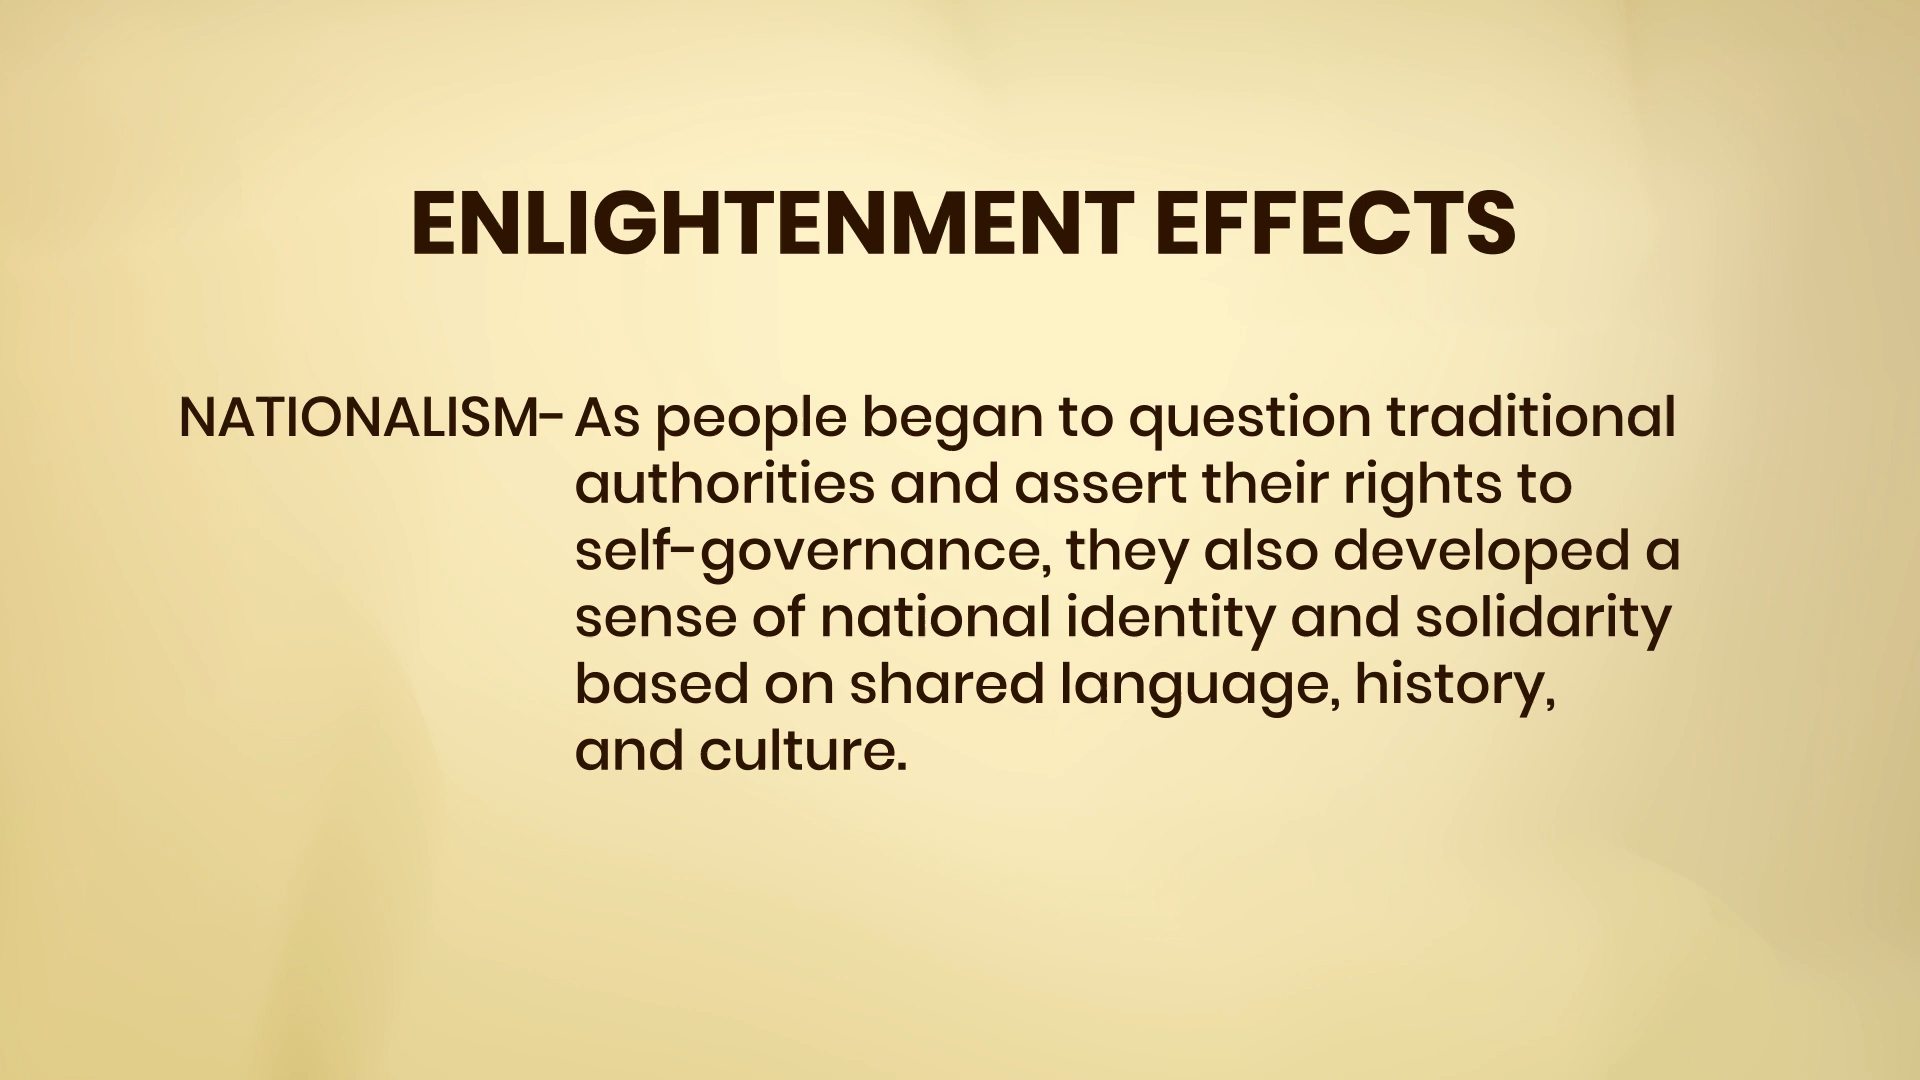 ENLIGHTENMENT EFFECTS
NATIONALISM- As people began to question traditional
authorities and assert their rights to
self-governance, they also developed a
sense of national identity and solidarity
based on shared language, history,
and culture.